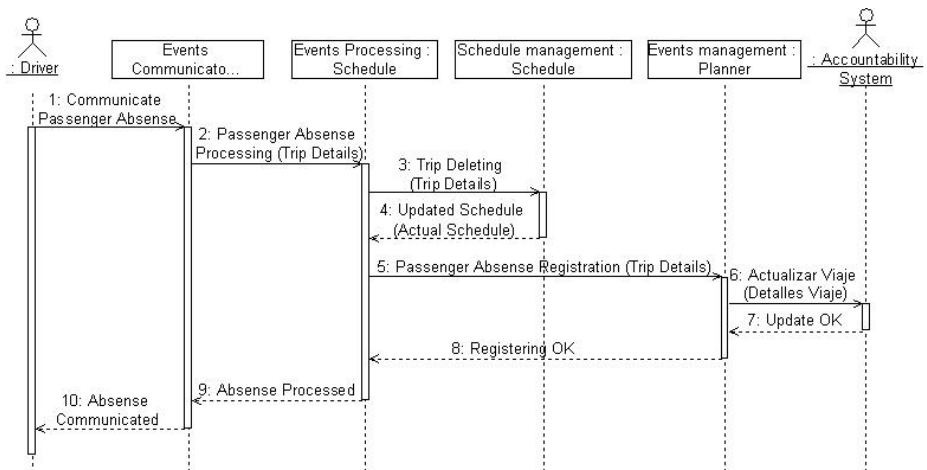 : Driver
Events
Communicato...
Events Processing :
Schedule
Schedule management :
Schedule
Events management :
Planner
: Accountability
System
1: Communicate
Passenger Absense
2: Passenger Absense
Processing (Trip Details)
3: Trip Deleting
(Trip Details)
4: Updated Schedule
(Actual Schedule)
5: Passenger Absense Registration (Trip Details)
6: Actualizar Viaje
(Detalles Viaje)
7: Update OK
8: Registering OK
9: Absense Processed
10: Absense
Communicated